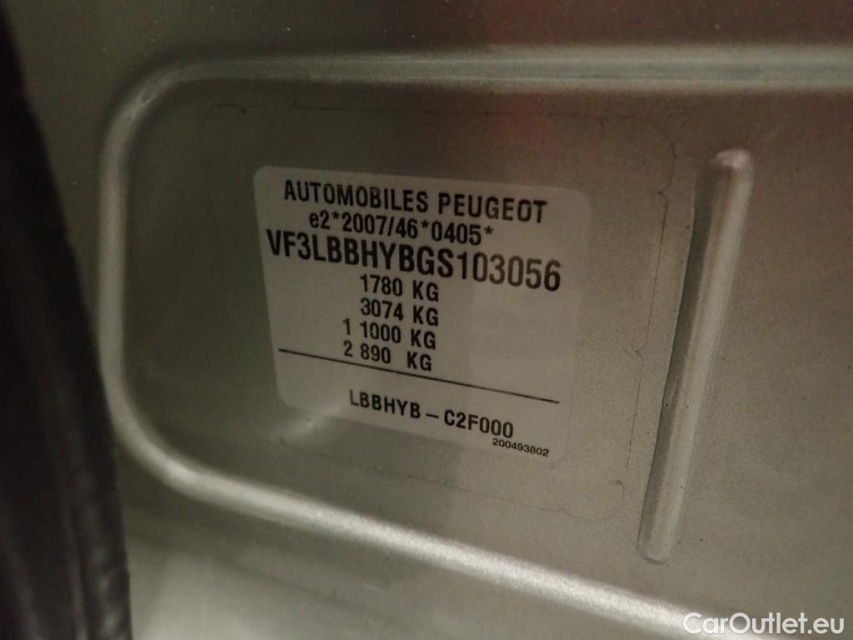 AUTOMOBILES PEUGEOT
e2*2007/46*0405*
VF3LBBHYBGS103056
1780 KG
3074 KG
1 1000 KG
2 890 KG
LBBHYB - C2F000
200493802
CarOutlet.eu